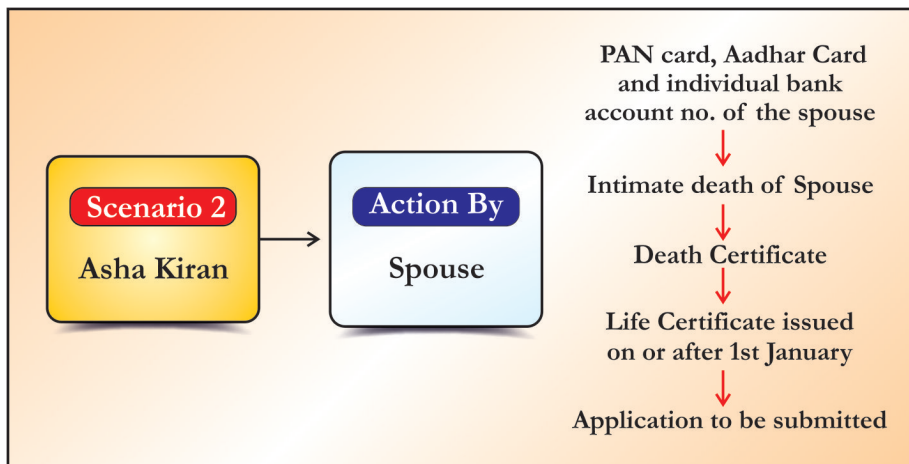 Scenario 2
Asha Kiran
Action By
Spouse
PAN card, Aadhar Card
and individual bank
account no. of the spouse
Intimate death of Spouse
Death Certificate
Life Certificate issued
on or after 1st January
Application to be submitted